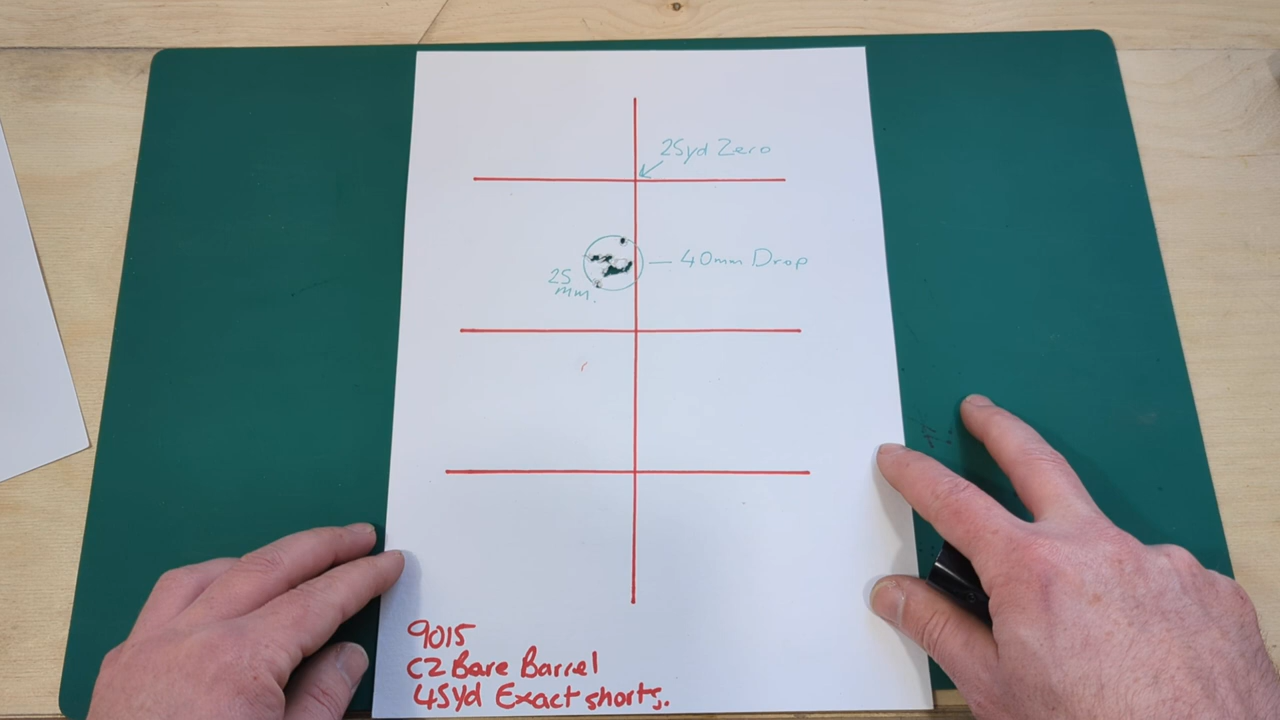 25yd Zero
40mm Drop
25
mm.
9015
CZ Bare Barrel
45yd Exact shorts.